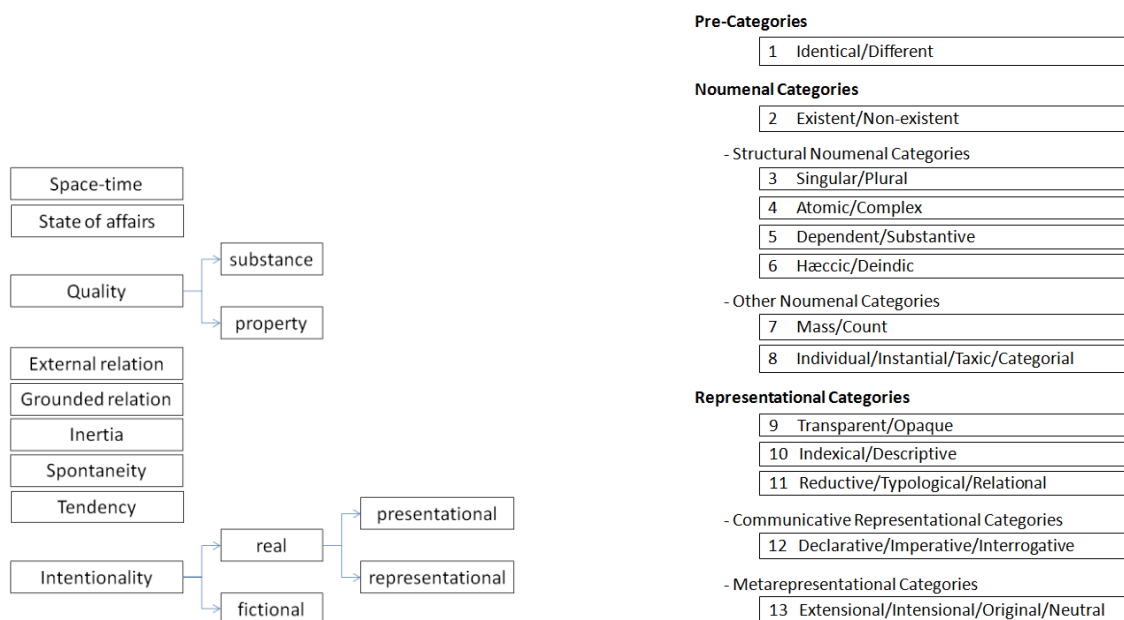 Space-time
State of affairs
Quality
substance
property
External relation
Grounded relation
Inertia
Spontaneity
Tendency
Intentionality
real
fictional
presentational
representational
Pre-Categories
1 Identical/Different
Noumenal Categories
2 Existent/Non-existent
- Structural Noumenal Categories
3 Singular/Plural
4 Atomic/Complex
5 Dependent/Substantive
6 Hæccic/Deindic
- Other Noumenal Categories
7 Mass/Count
8 Individual/Instantial/Taxic/Categorial
Representational Categories
9 Transparent/Opaque
10 Indexical/Descriptive
11 Reductive/Typological/Relational
- Communicative Representational Categories
12 Declarative/Imperative/Interrogative
- Metarepresentational Categories
13 Extensional/Intensional/Original/Neutral